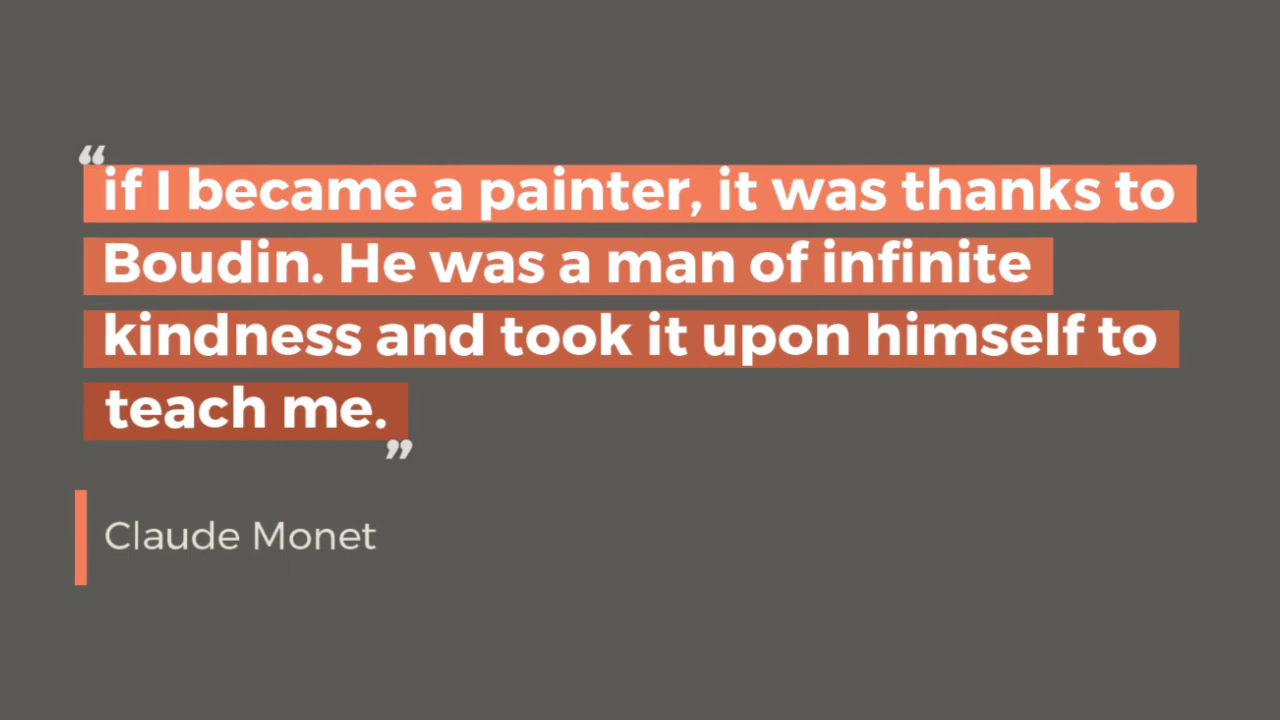 “if I became a painter, it was thanks to
Boudin. He was a man of infinite
kindness and took it upon himself to
teach me.”
Claude Monet